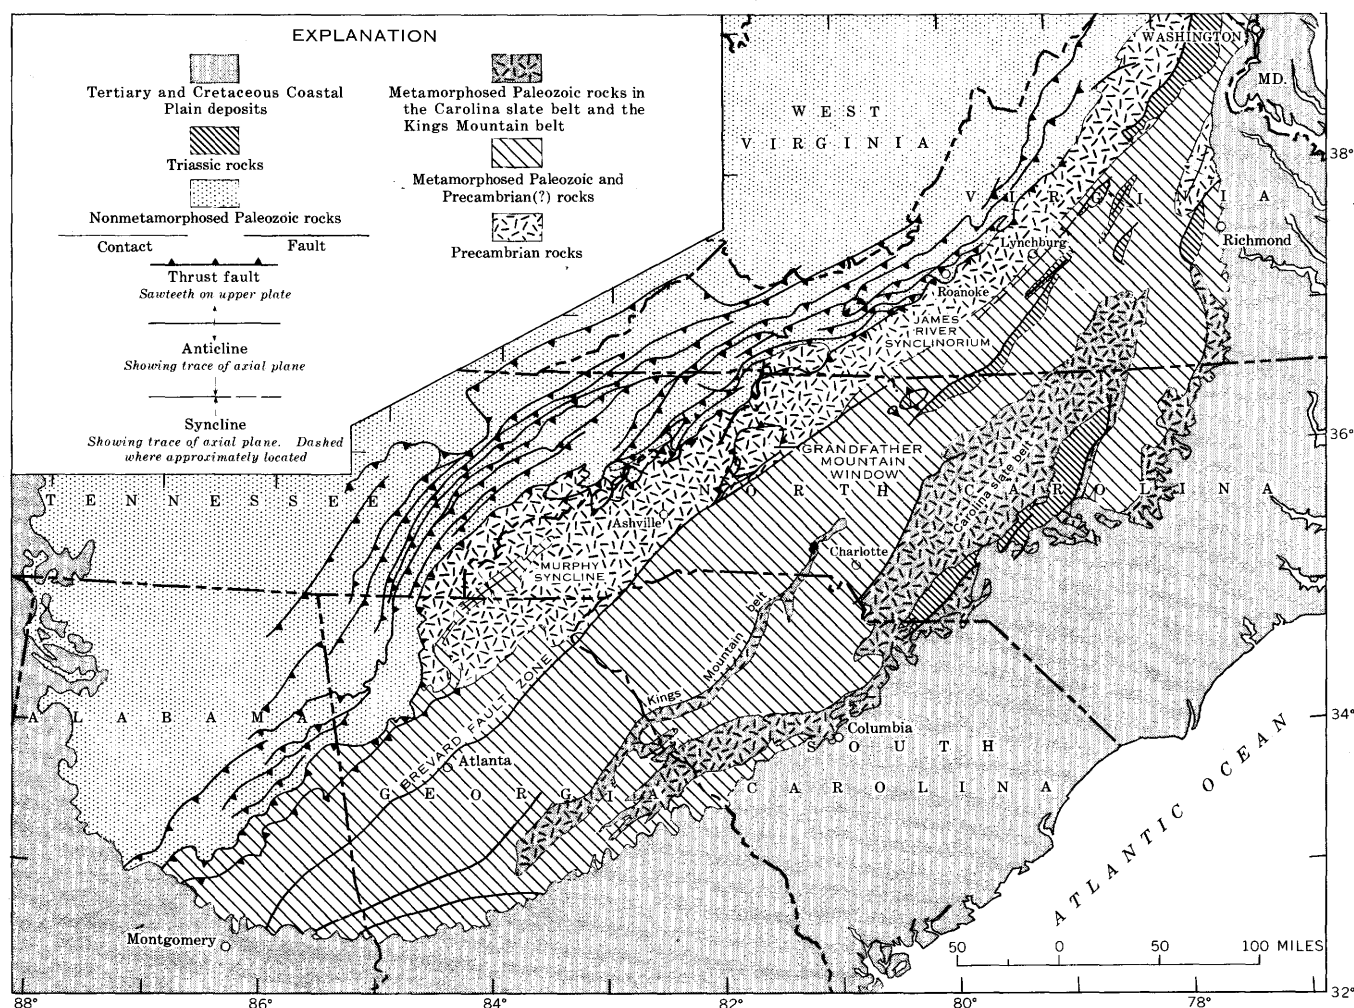 EXPLANATION
Tertiary and Cretaceous Coastal
Plain deposits
Triassic rocks
Nonmetamorphosed Paleozoic rocks
Contact
Fault
Thrust fault
Sawteeth on upper plate
Anticline
Showing trace of axial plane
Syncline
Showing trace of axial plane. Dashed
where approximately located
Metamorphosed Paleozoic rocks in
the Carolina slate belt and the
Kings Mountain belt
Metamorphosed Paleozoic and
Precambrian(?) rocks
Precambrian rocks
WASHINGTON
MD.
WEST
VIRGINIA
38°
VIRGINIA
Richmond
Lynchburg
Roanoke
JAMES
RIVER
SYNCLINORIUM
36°
GRANDFATHER
MOUNTAIN
WINDOW
TENNESSEE
NORTH CAROLINA
Carolina slate belt
Ashville
Charlotte
MURPHY
SYNCLINE
Kings Mountain belt
BREVARD FAULT ZONE
34°
ALABAMA
Columbia
SOUTH
CAROLINA
Atlanta
GEORGIA
ATLANTIC OCEAN
Montgomery
50 0 50 100 MILES
88° 86° 84° 82° 80° 78° 32°